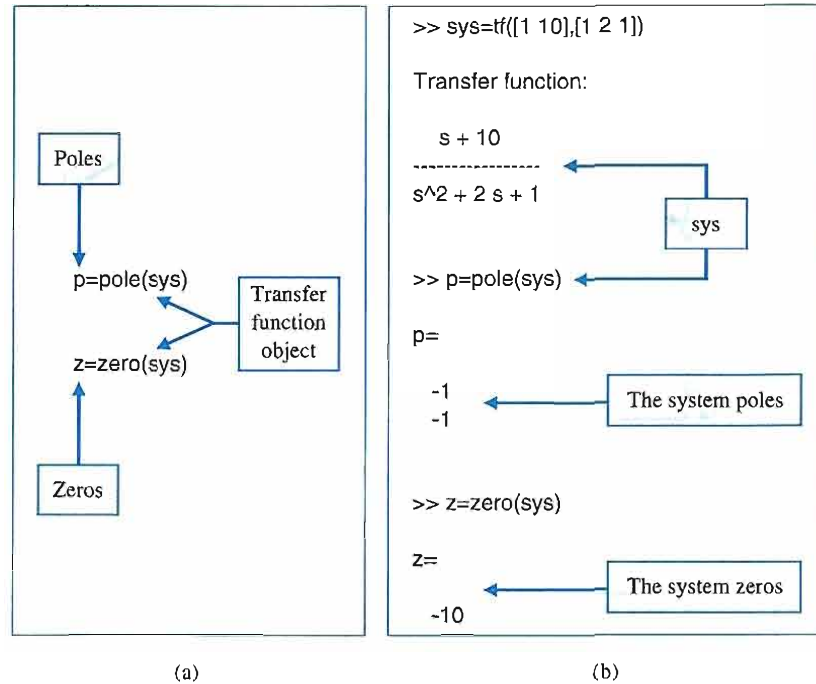 Poles
p=pole(sys)
Transfer
function
object
z=zero(sys)
Zeros
(a)
>> sys=tf([1 10],[1 2 1])
Transfer function:
s + 10
------------------
s^2 + 2 s + 1
sys
>> p=pole(sys)
p=
-1
-1
The system poles
>> z=zero(sys)
z=
-10
The system zeros
(b)